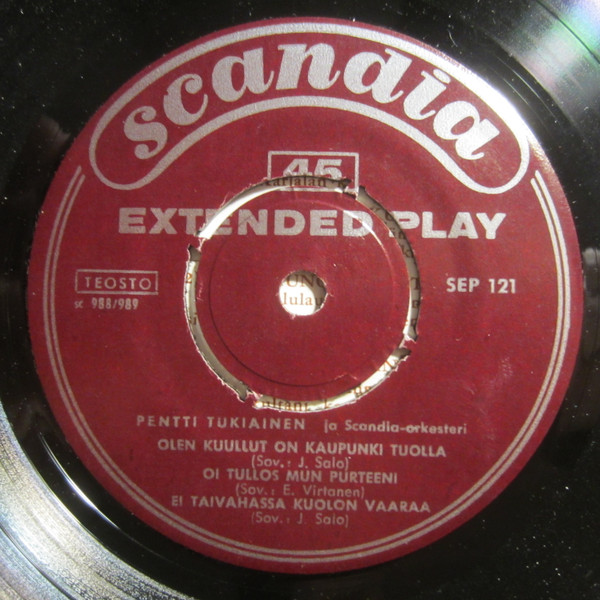 scandia
45
EXTENDED PLAY
TEOSTO
sc 988/989
SEP 121
PENTTI TUKIAINEN ja Scandia-orkesteri
OLEN KUULLUT ON KAUPUNKI TUOLLA
(Sov.: J. Salo)
OI TULLOS MUN PURTEENI
(Sov.: E. Virtanen)
EI TAIVAHASSA KUOLON VAARAA
(Sov.: J. Salo)